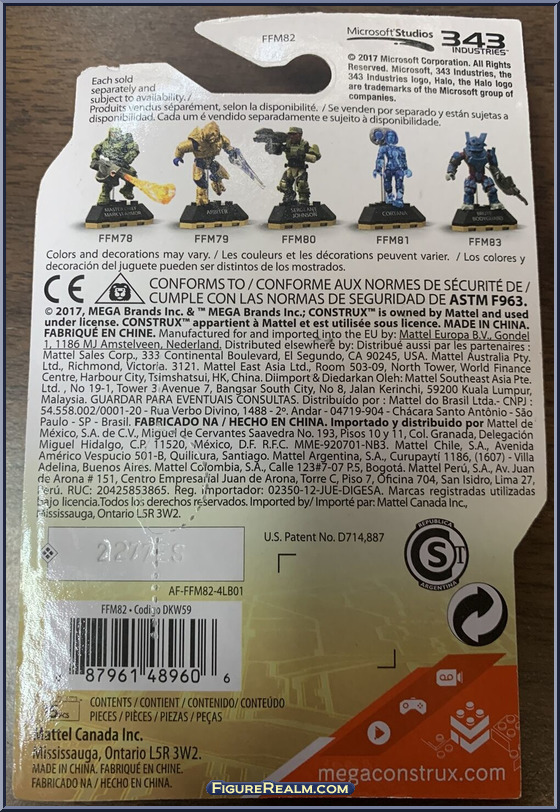 FFM82
Microsoft Studios
343
INDUSTRIES™
© 2017 Microsoft Corporation. All Rights
Reserved. Microsoft, 343 Industries, the
343 Industries logo, Halo, the Halo logo
are trademarks of the Microsoft group of
companies.
Each sold
separately and
subject to availability. /
Produits vendus séparément, selon la disponibilité. / Se venden por separado y están sujetas a
disponibilidad. Cada um é vendido separadamente e sujeito à disponibilidade.
ARBITER
SERGEANT
JOHNSON
CORTANA
BRUTE
BODYGUARD
FFM78
FFM79
FFM80
FFM81
FFM83
Colors and decorations may vary. / Les couleurs et les décorations peuvent varier. / Los colores y
decoración del juguete pueden ser distintos de los mostrados.
CE
CONFORMS TO / CONFORME AUX NORMES DE SÉCURITÉ DE /
CUMPLE CON LAS NORMAS DE SEGURIDAD DE ASTM F963.
© 2017, MEGA Brands Inc. & ™ MEGA Brands Inc.; CONSTRUX™ is owned by Mattel and used
under license. CONSTRUX™ appartient à Mattel et est utilisée sous licence. MADE IN CHINA.
FABRIQUÉ EN CHINE. Manufactured for and imported into the EU by: Mattel Europa B.V., Gondel
1, 1186 MJ Amstelveen, Nederland. Distributed elsewhere by: Distribué aussi par les partenaires :
Mattel Sales Corp., 333 Continental Boulevard, El Segundo, CA 90245, USA. Mattel Australia Pty.
Ltd., Richmond, Victoria. 3121. Mattel East Asia Ltd., Room 503-09, North Tower, World Finance
Centre, Harbour City, Tsimshatsui, HK, China. Diimport & Diedarkan Oleh: Mattel Southeast Asia Pte.
Ltd. , No 19-1, Tower 3 Avenue 7, Bangsar South City, No 8, Jalan Kerinchi, 59200 Kuala Lumpur,
Malaysia. GUARDAR PARA EVENTUAIS CONSULTAS. Distribuído por : Mattel do Brasil Ltda.- CNPJ :
54.558.002/0001-20 - Rua Verbo Divino, 1488 - 2º. Andar - 04719-904 - Chácara Santo Antônio - São
Paulo - SP - Brasil. FABRICADO NA / HECHO EN CHINA. Importado y distribuido por Mattel de
México, S.A. de C.V., Miguel de Cervantes Saavedra No. 193, Pisos 10 y 11, Col. Granada, Delegación
Miguel Hidalgo, C.P. 11520, México, D.F. R.F.C. MME-920701-NB3. Mattel Chile, S.A., Avenida
Américo Vespucio 501-B, Quilicura, Santiago. Mattel Argentina, S.A., Curupaytí 1186, (1607) - Villa
Adelina, Buenos Aires. Mattel Colombia, S.A., Calle 123#7-07 P.5, Bogotá. Mattel Perú, S.A., Av. Juan
de Arona # 151, Centro Empresarial Juan de Arona, Torre C, Piso 7, Oficina 704, San Isidro, Lima 27,
Perú. RUC: 20425853865. Reg. importador: 02350-12-JUE-DIGESA. Marcas registradas utilizadas
bajo licencia.Todos los derechos reservados. Imported by/ Importé par: Mattel Canada Inc.,
Mississauga, Ontario L5R 3W2.
U.S. Patent No. D714,887
REPUBLICA
ARGENTINA
AF-FFM82-4LB01
FFM82 • Codigo DKW59
87961 48960 6
CONTENTS / CONTENT / CONTENIDO / CONTEÚDO
PIECES / PIÈCES / PIEZAS / PEÇAS
Mattel Canada Inc.
Mississauga, Ontario L5R 3W2.
MADE IN CHINA. FABRIQUÉ EN CHINE.
FABRICADO NA / HECHO EN CHINA.
megaconstrux.com
FIGUREREALM.COM